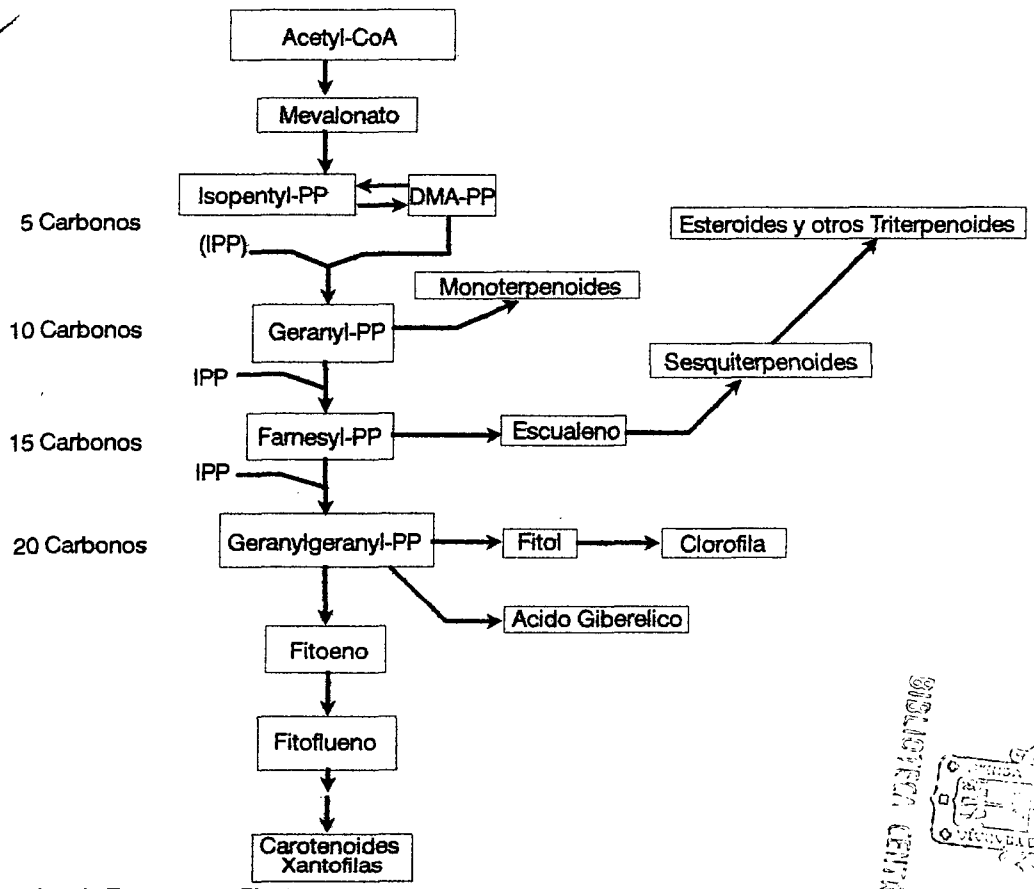 Acetyl-CoA
Mevalonato
Isopentyl-PP
DMA-PP
5 Carbonos
(IPP)
Esteroides y otros Triterpenoides
Monoterpenoides
10 Carbonos
Geranyl-PP
Sesquiterpenoides
IPP
15 Carbonos
Farnesyl-PP
Escualeno
IPP
20 Carbonos
Geranylgeranyl-PP
Fitol
Clorofila
Acido Giberelico
Fitoeno
Fitoflueno
Carotenoides
Xantofilas
BIBLIOTECA